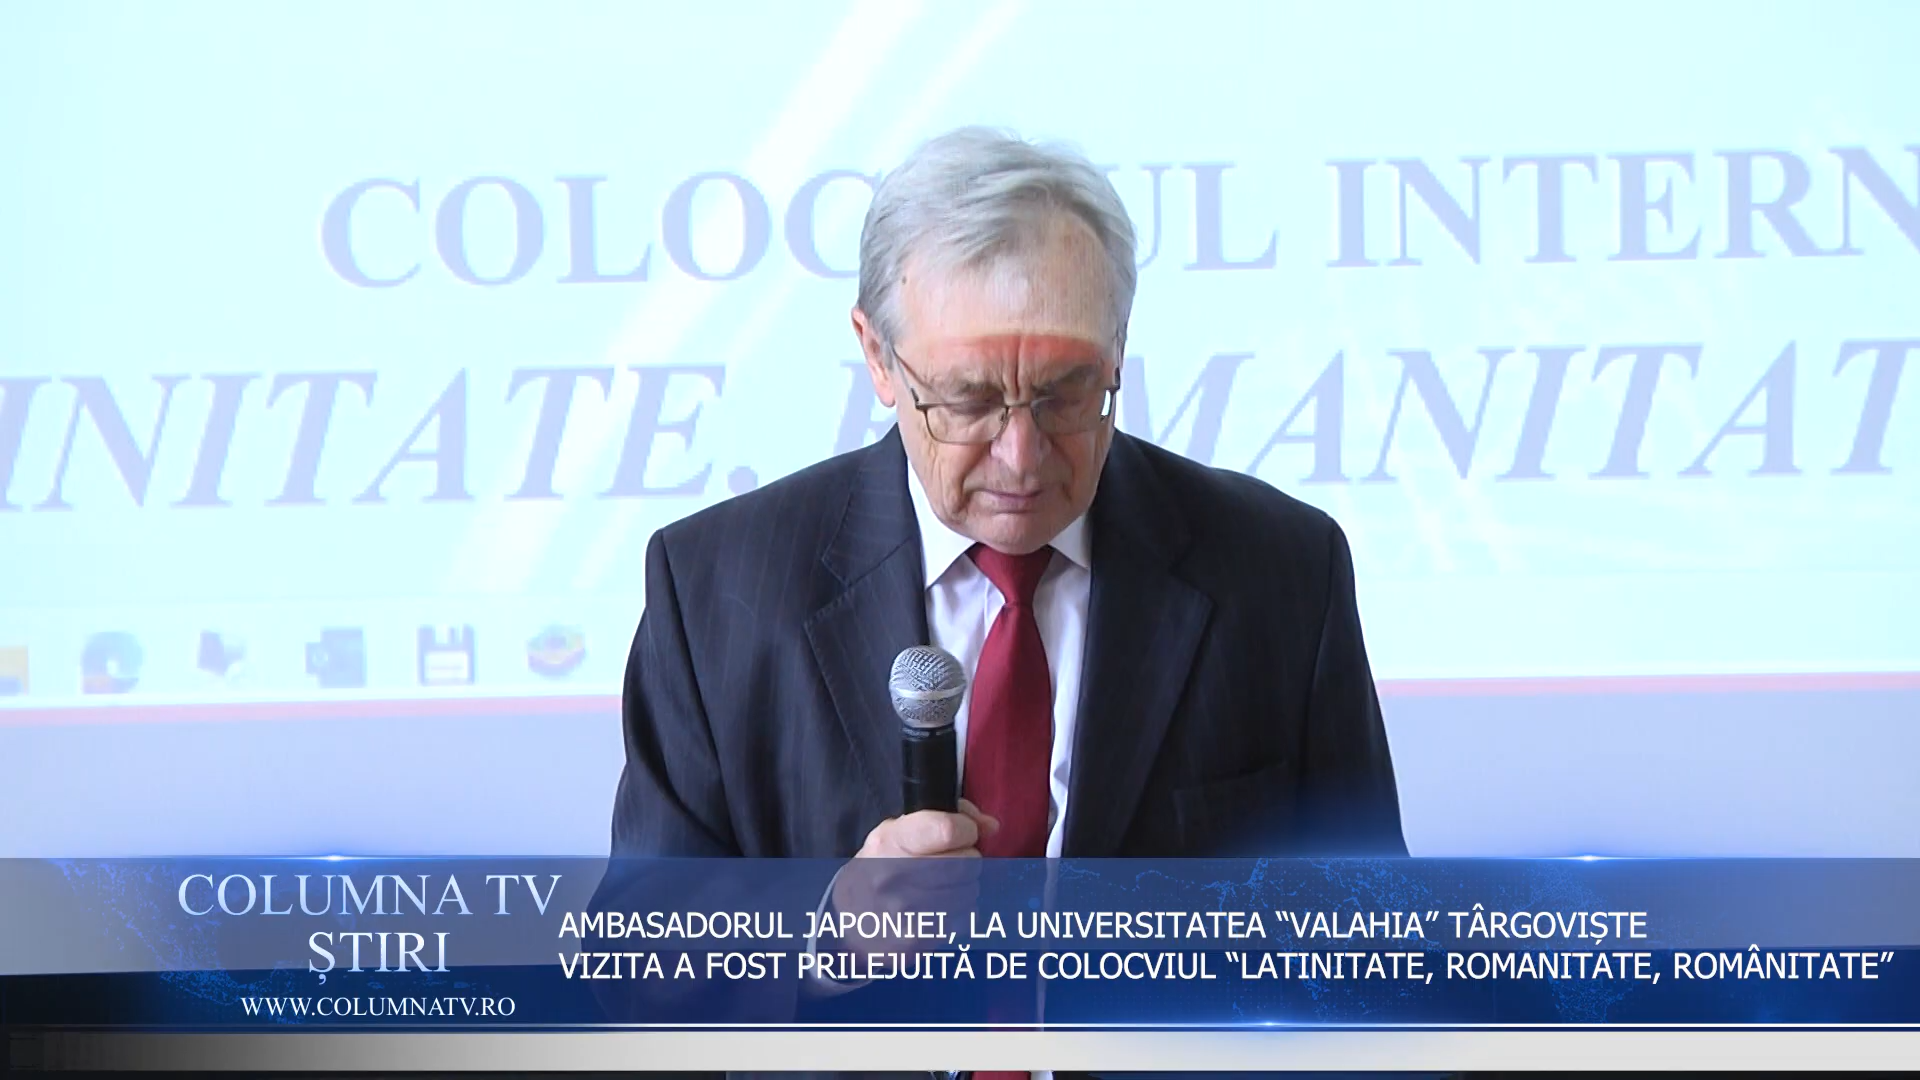 COLOC UL INTERN
INITATE, R MANITAT
COLUMNA TV
ȘTIRI
WWW.COLUMNATV.RO
AMBASADORUL JAPONIEI, LA UNIVERSITATEA “VALAHIA” TÂRGOVIȘTE
VIZITA A FOST PRILEJUITĂ DE COLOCVIUL “LATINITATE, ROMANITATE, ROMÂNITATE”